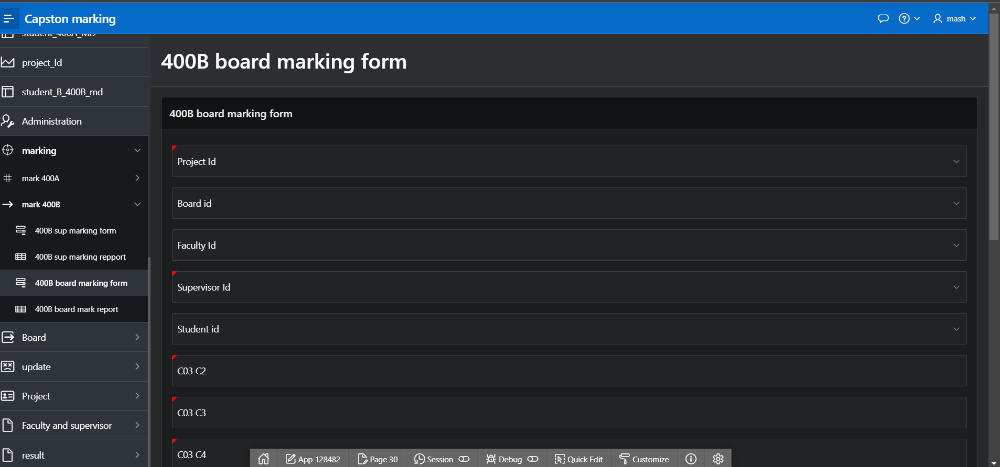 Capston marking
mash
student_400A_MD
project_Id
student_B_400B_md
Administration
marking
mark 400A
mark 400B
400B sup marking form
400B sup marking repport
400B board marking form
400B board mark report
Board
update
Project
Faculty and supervisor
result
400B board marking form
400B board marking form
Project Id
Board id
Faculty Id
Supervisor Id
Student id
C03 C2
C03 C3
C03 C4
App 128482
Page 30
Session
Debug
Quick Edit
Customize